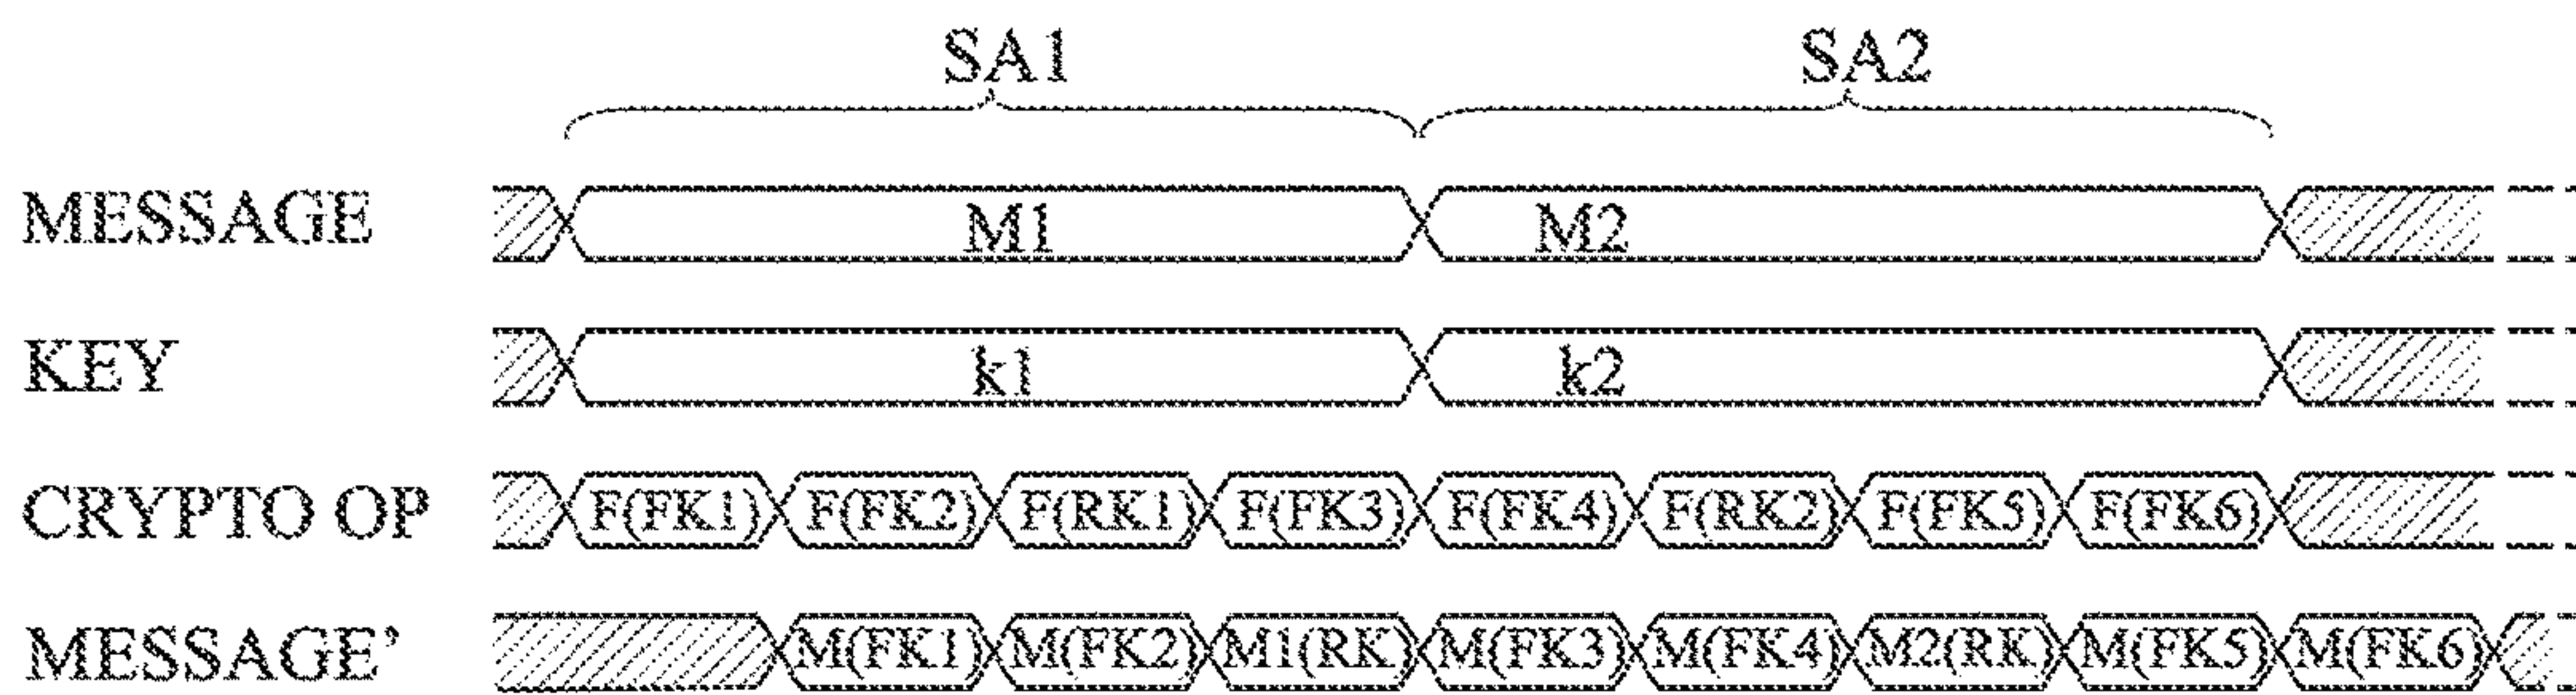 SA1 SA2
MESSAGE M1 M2
KEY k1 k2
CRYPTO OP F(FK1) F(FK2) F(RK1) F(FK3) F(FK4) F(RK2) F(FK5) F(FK6)
MESSAGE' M(FK1) M(FK2) M1(RK) M(FK3) M(FK4) M2(RK) M(FK5) M(FK6)